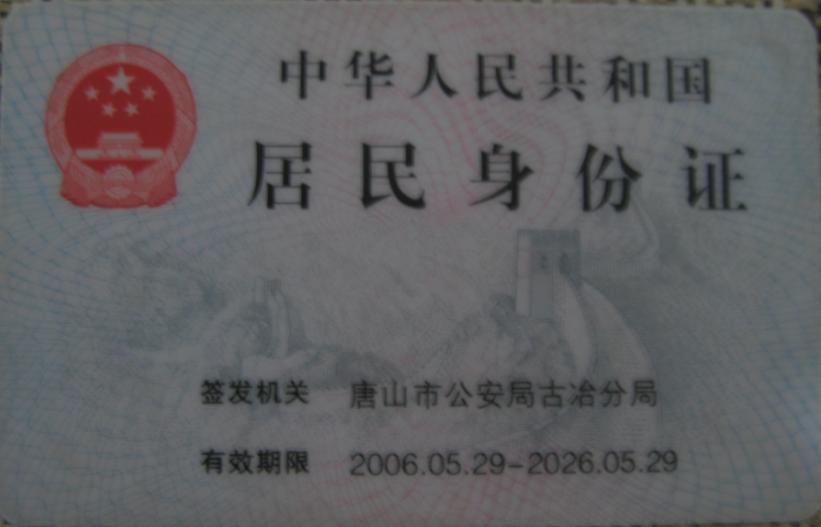 中华人民共和国
居民身份证
签发机关 唐山市公安局古冶分局
有效期限 2006.05.29-2026.05.29